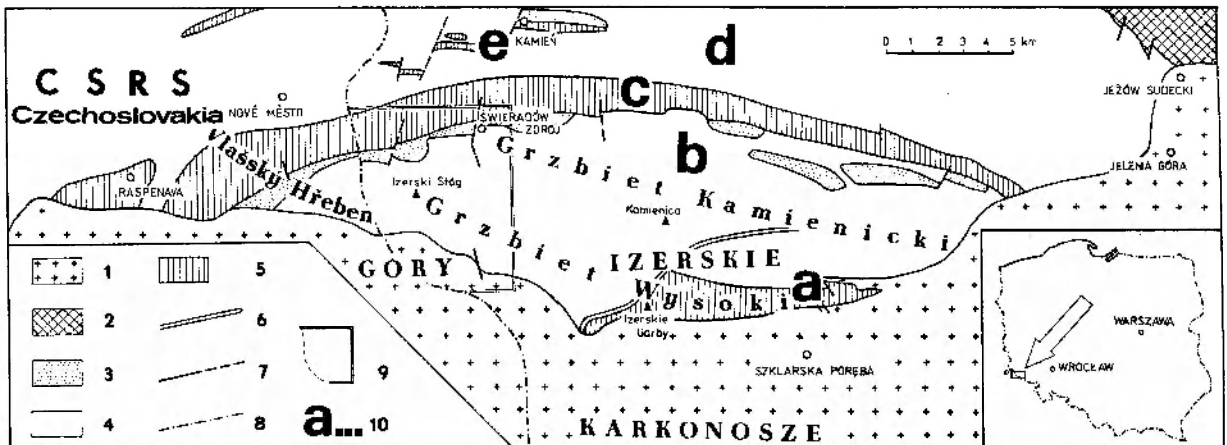 KAMIEŃ
e
d
0 1 2 3 4 5 km
CSRS
Czechoslovakia
NOVÉ MĚSTO
c
ŚWIERADÓW ZDRÓJ
JEŻÓW SUDECKI
JELENIA GÓRA
b
RASPENAVA
Vlašský Hřeben
Izerski Stóg
Grzbiet Kamienicki
Kamienica
Grzbiet Wysoki
GÓRY IZERSKIE
a
Izerskie Garby
SZKLARSKA PORĘBA
KARKONOSZE
WARSZAWA
WROCŁAW
1
2
3
4
5
6
7
8
9
a... 10